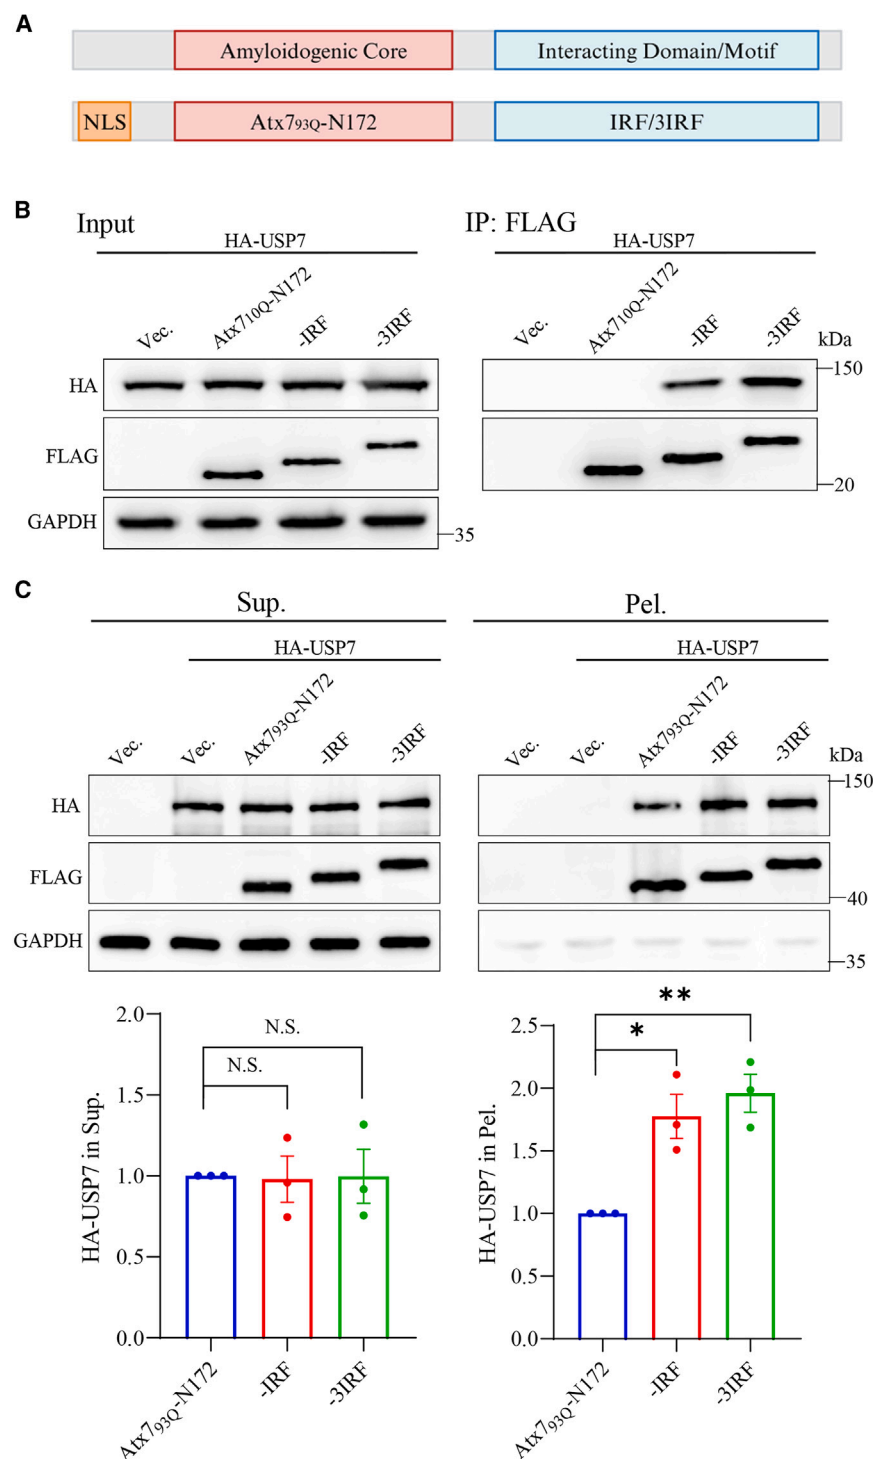 A
Amyloidogenic Core Interacting Domain/Motif
NLS Atx793Q-N172 IRF/3IRF
B
Input IP: FLAG
HA-USP7 HA-USP7
Vec. Atx710Q-N172 -IRF -3IRF Vec. Atx710Q-N172 -IRF -3IRF kDa
HA 150
FLAG 20
GAPDH 35
C
Sup. Pel.
HA-USP7 HA-USP7
Vec. Vec. Atx793Q-N172 -IRF -3IRF Vec. Vec. Atx793Q-N172 -IRF -3IRF kDa
HA 150
FLAG 40
GAPDH 35
HA-USP7 in Sup.
2.0
1.5
1.0
0.5
0.0
N.S.
N.S.
Atx793Q-N172 -IRF -3IRF
HA-USP7 in Pel.
2.5
2.0
1.5
1.0
0.5
0.0
**
*
Atx793Q-N172 -IRF -3IRF